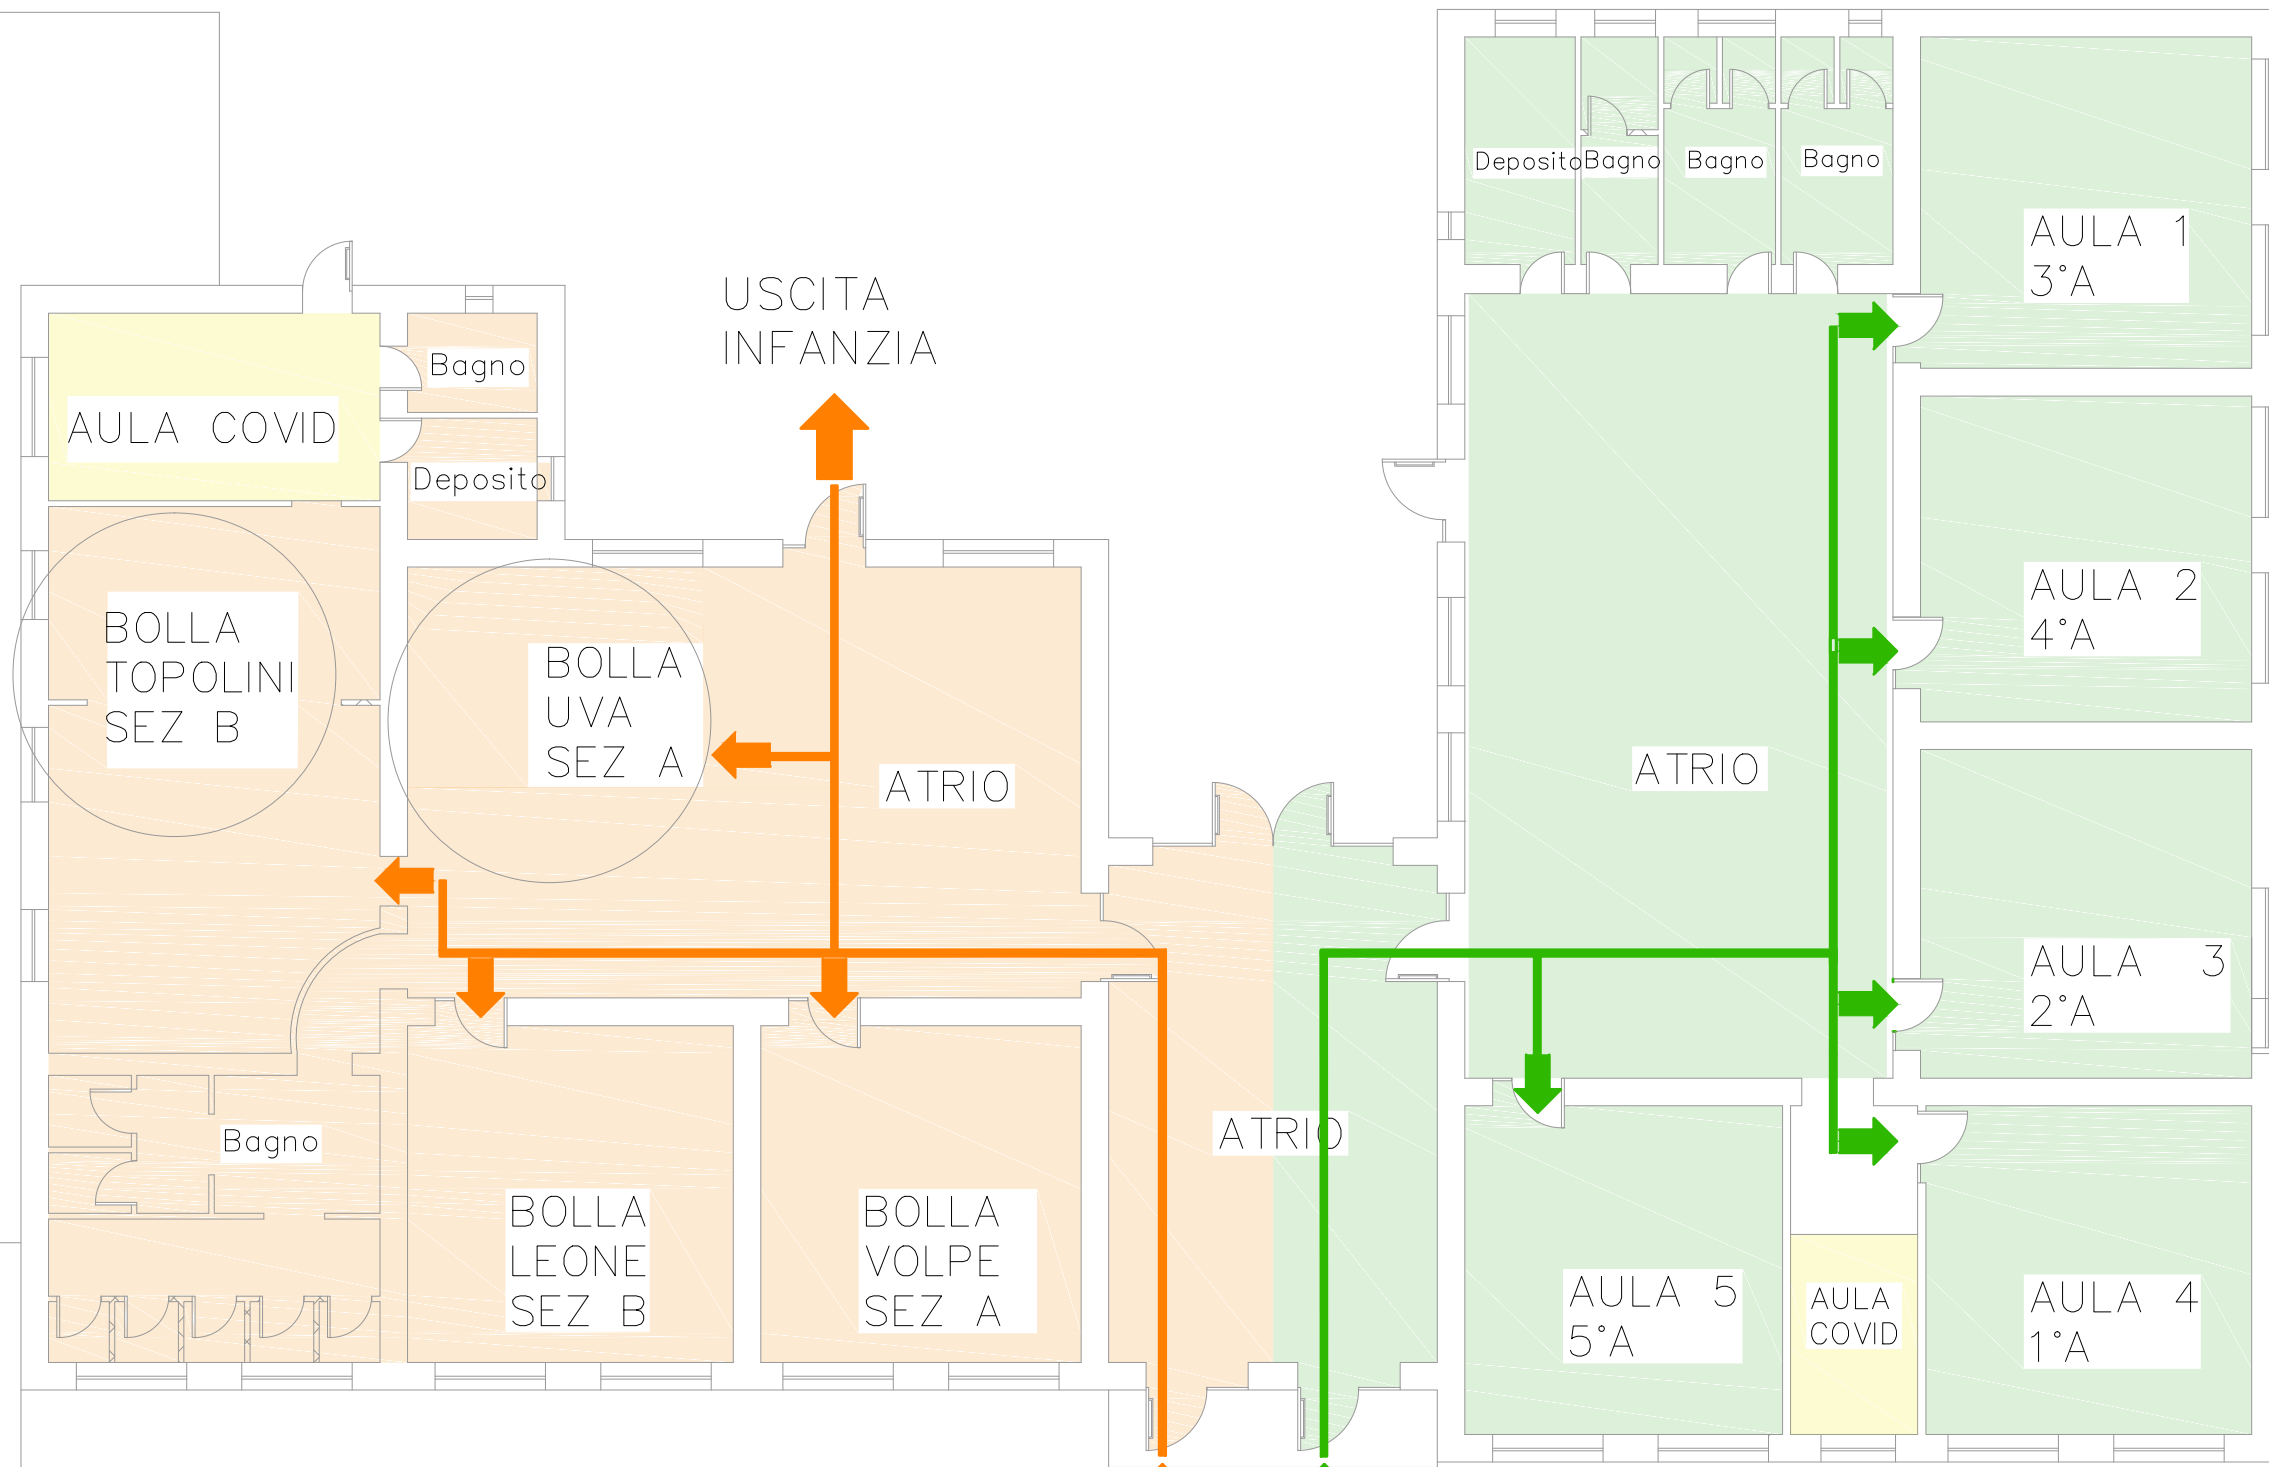 Deposito
Bagno
Bagno
Bagno
AULA 1
3°A
USCITA
INFANZIA
Bagno
AULA COVID
Deposito
AULA 2
4°A
BOLLA
TOPOLINI
SEZ B
BOLLA
UVA
SEZ A
ATRIO
ATRIO
AULA 3
2°A
ATRIO
Bagno
BOLLA
LEONE
SEZ B
BOLLA
VOLPE
SEZ A
AULA 5
5°A
AULA
COVID
AULA 4
1°A